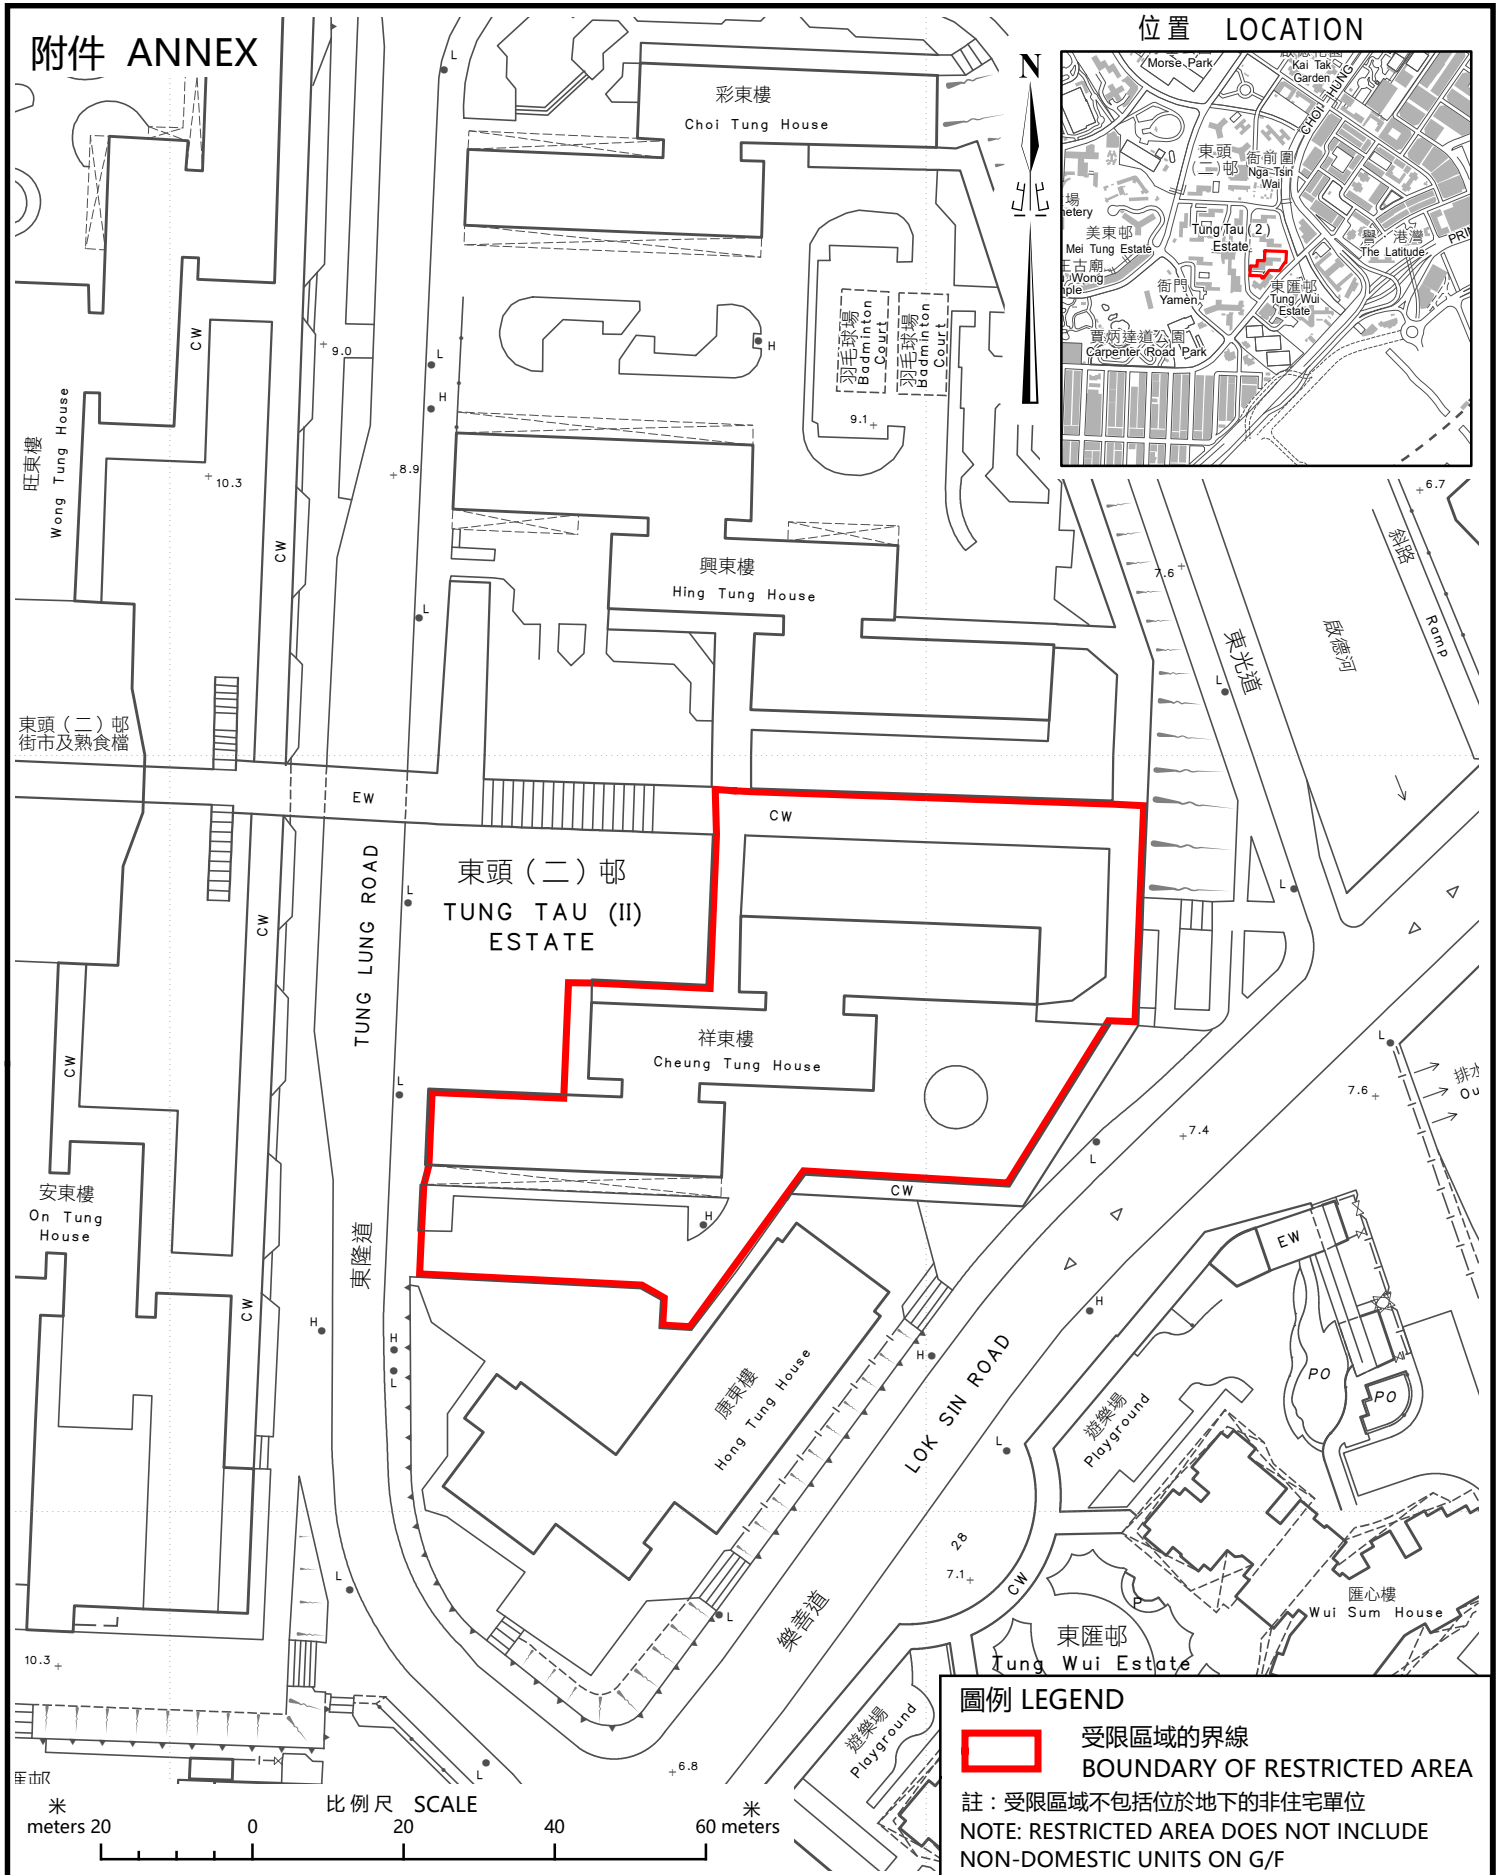 附件 ANNEX
位置 LOCATION
Morse Park
Kai Tak
Garden
CHOI HUNG
東頭
(二)邨
衙前圍
Nga Tsin
Wai
美東邨
Mei Tung Estate
Tung Tau (2)
Estate
譽 港灣
The Latitude
衙門
Yamen
東匯邨
Tung Wui
Estate
賈炳達道公園
Carpenter Road Park
N
彩東樓
Choi Tung House
羽毛球場
Badminton
Court
羽毛球場
Badminton
Court
9.1
L
L
H
H
9.0
8.9
10.3
CW
CW
旺東樓
Wong Tung House
興東樓
Hing Tung House
7.6
6.7
斜路
Ramp
啟德河
東光道
L
L
東頭(二)邨
街市及熟食檔
EW
CW
東頭(二)邨
TUNG TAU (II)
ESTATE
TUNG LUNG ROAD
東隆道
L
L
CW
CW
L
祥東樓
Cheung Tung House
L
7.6
7.4
L
CW
H
安東樓
On Tung
House
CW
H
H
L
康東樓
Hong Tung House
H
H
L
LOK SIN ROAD
樂善道
EW
PO
PO
遊樂場
Playground
28
7.1
CW
P
匯心樓
Wui Sum House
東匯邨
Tung Wui Estate
遊樂場
Playground
L
L
L
10.3
6.8
圖例 LEGEND
受限區域的界線
BOUNDARY OF RESTRICTED AREA
註:受限區域不包括位於地下的非住宅單位
NOTE: RESTRICTED AREA DOES NOT INCLUDE
NON-DOMESTIC UNITS ON G/F
比例尺 SCALE
米 米
meters 20 0 20 40 60 meters